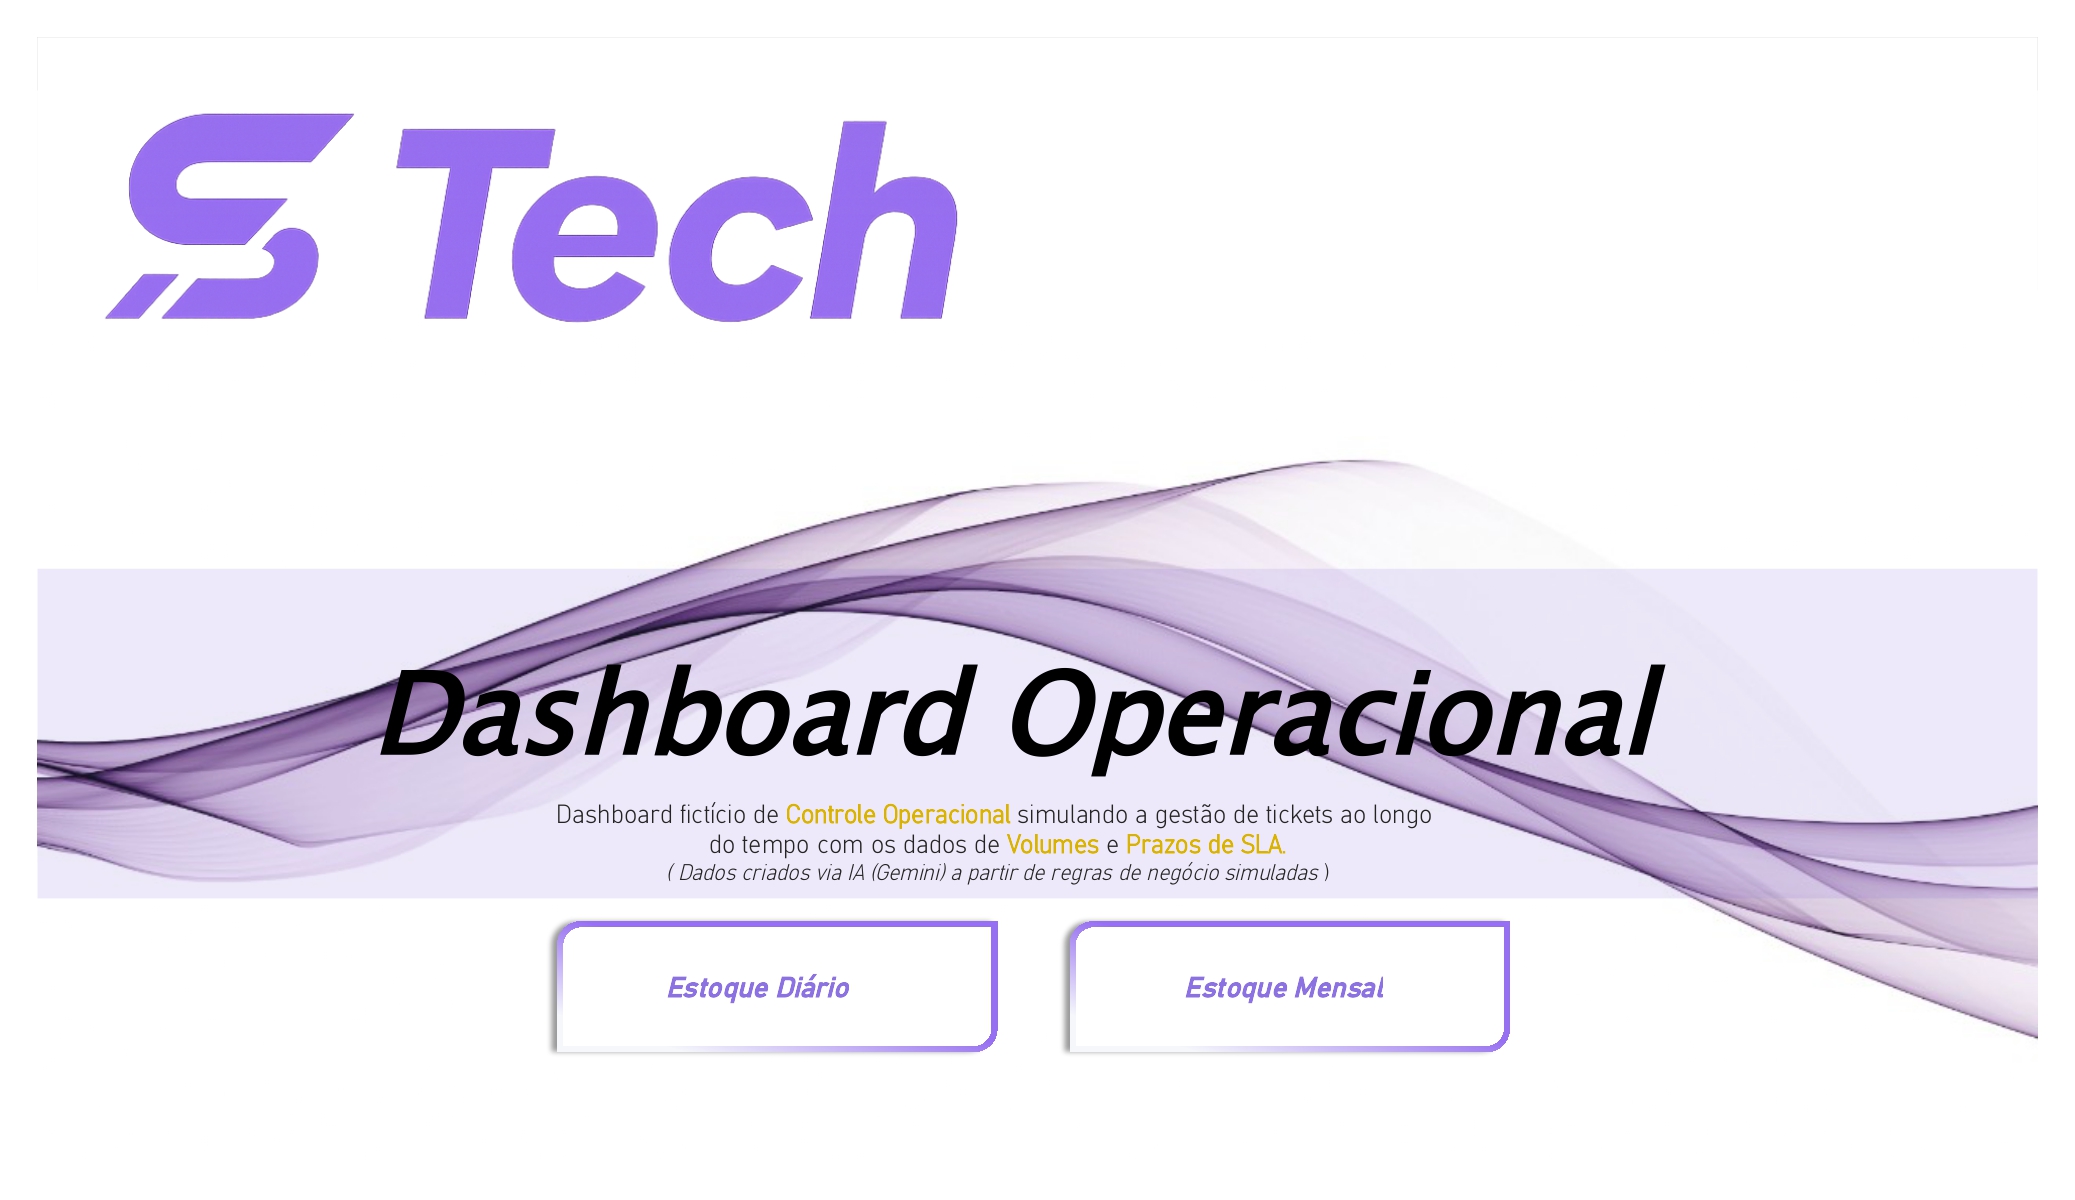 S Tech
Dashboard Operacional
Dashboard fictício de Controle Operacional simulando a gestão de tickets ao longo
do tempo com os dados de Volumes e Prazos de SLA.
( Dados criados via IA (Gemini) a partir de regras de negócio simuladas )
Estoque Diário
Estoque Mensal